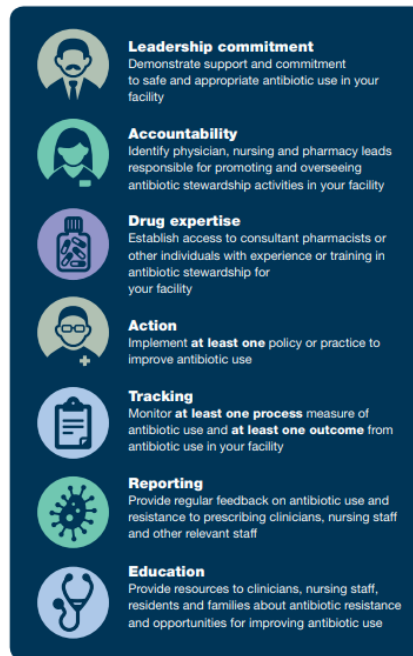 Leadership commitment
Demonstrate support and commitment
to safe and appropriate antibiotic use in your
facility
Accountability
Identify physician, nursing and pharmacy leads
responsible for promoting and overseeing
antibiotic stewardship activities in your facility
Drug expertise
Establish access to consultant pharmacists or
other individuals with experience or training in
antibiotic stewardship for
your facility
Action
Implement at least one policy or practice to
improve antibiotic use
Tracking
Monitor at least one process measure of
antibiotic use and at least one outcome from
antibiotic use in your facility
Reporting
Provide regular feedback on antibiotic use and
resistance to prescribing clinicians, nursing staff
and other relevant staff
Education
Provide resources to clinicians, nursing staff,
residents and families about antibiotic resistance
and opportunities for improving antibiotic use